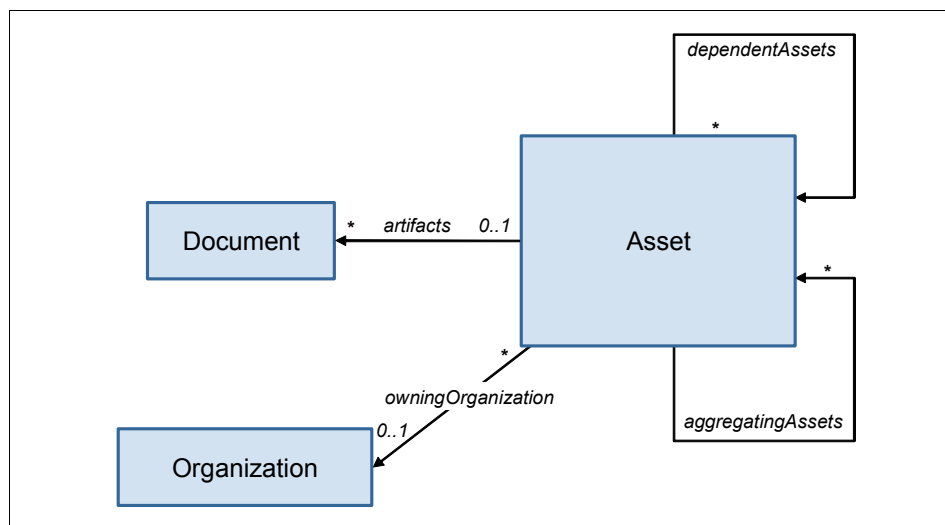 dependentAssets
*
Document
* artifacts 0..1
Asset
*
*
owningOrganization
0..1
aggregatingAssets
Organization